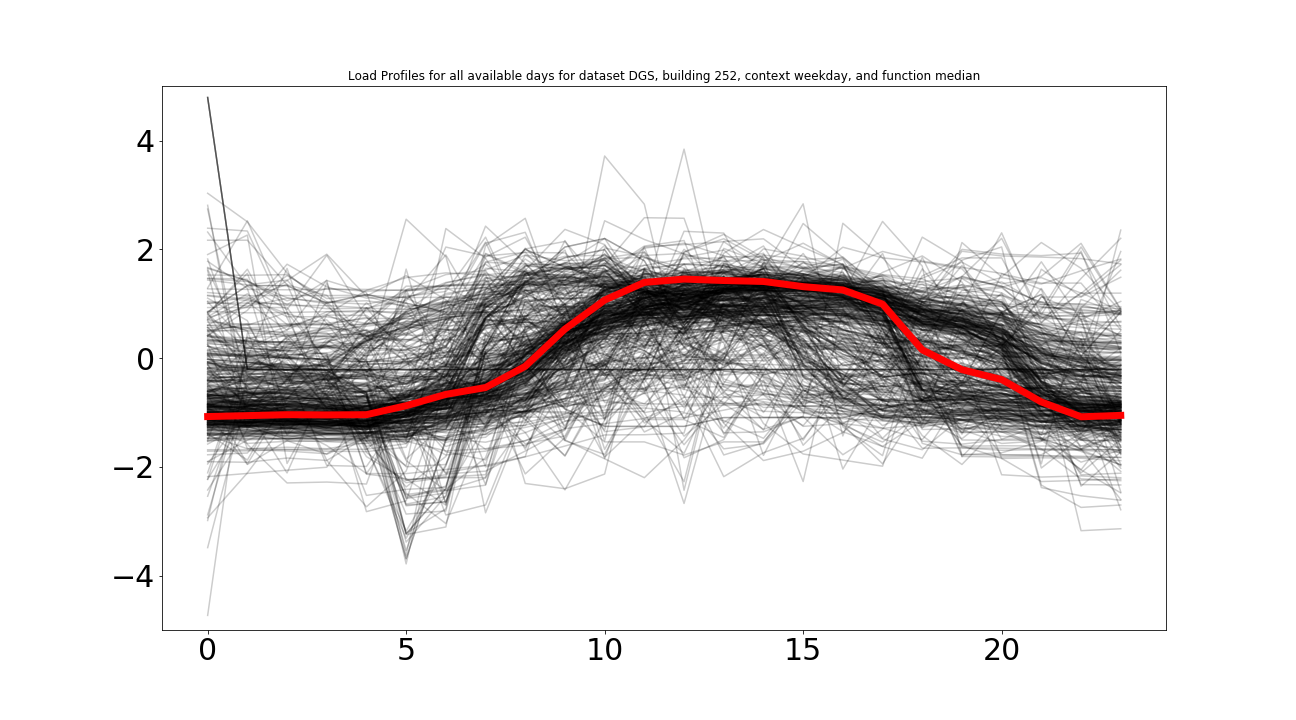 Load Profiles for all available days for dataset DGS, building 252, context weekday, and function median
4
2
0
−2
−4
0 5 10 15 20